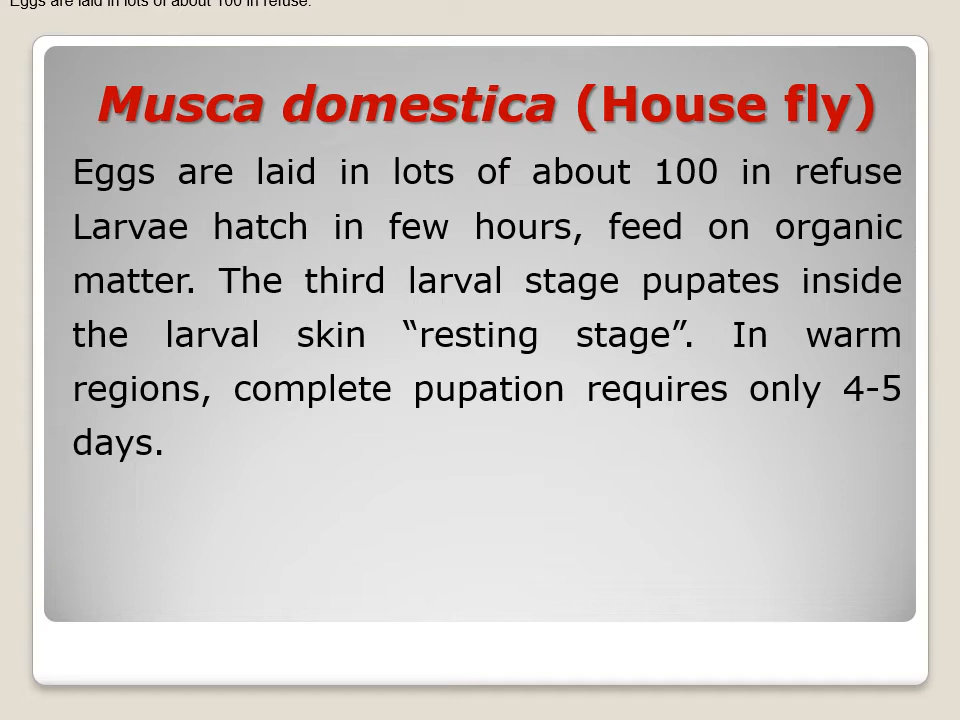 Eggs are laid in lots of about 100 in refuse.
Musca domestica (House fly)
Eggs are laid in lots of about 100 in refuse
Larvae hatch in few hours, feed on organic
matter. The third larval stage pupates inside
the larval skin “resting stage”. In warm
regions, complete pupation requires only 4-5
days.